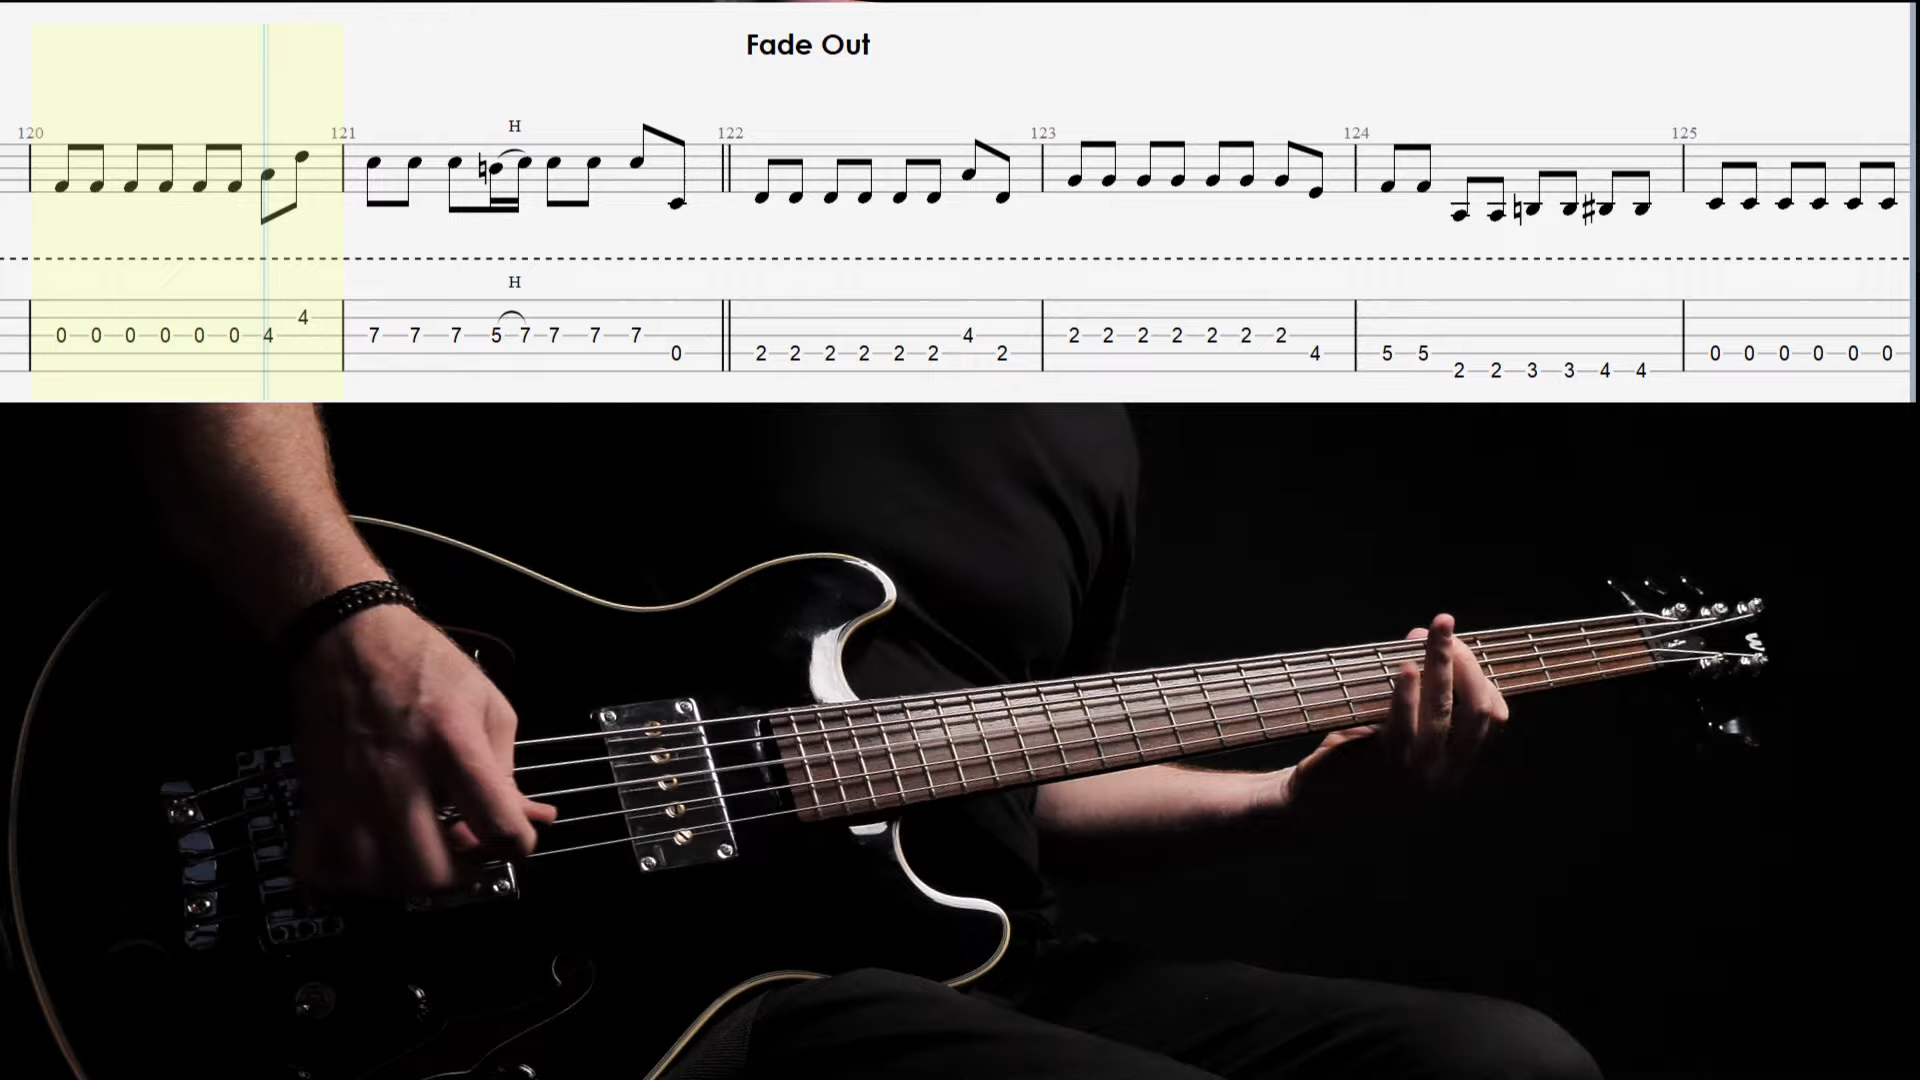 Fade Out
120 121 122 123 124 125
H
H
4
0 0 0 0 0 0 4 7 7 7 5 7 7 7 7 4 2 2 2 2 2 2 2
0 2 2 2 2 2 2 2 4 5 5 0 0 0 0 0 0
2 2 3 3 4 4